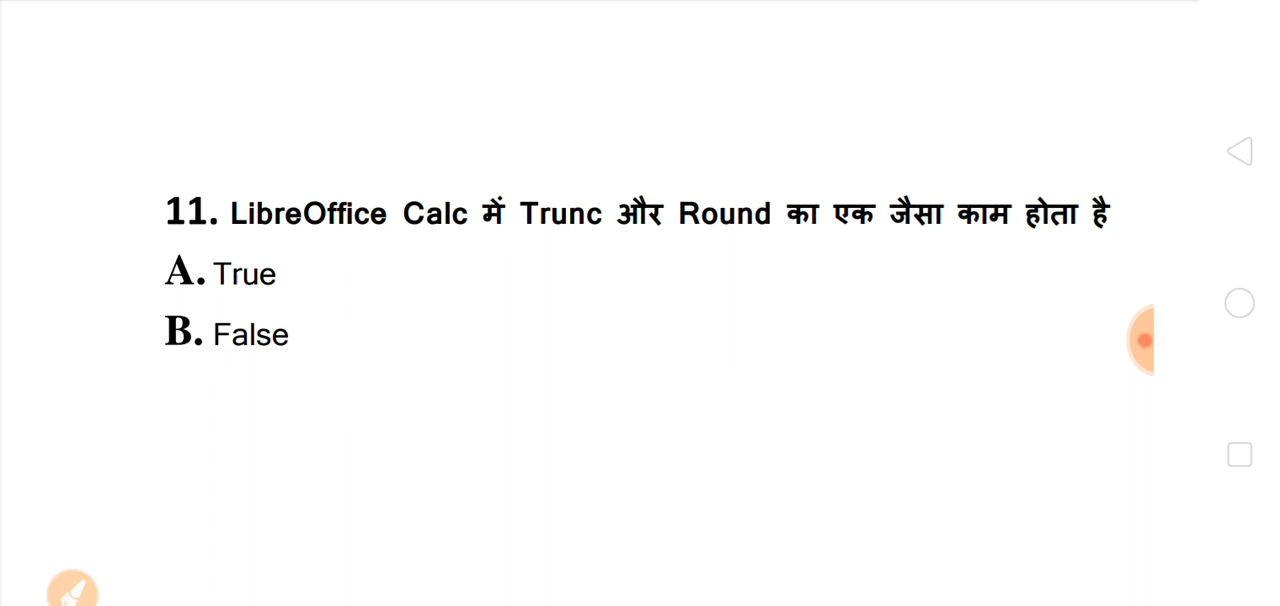 11. LibreOffice Calc में Trunc और Round का एक जैसा काम होता है
A. True
B. False